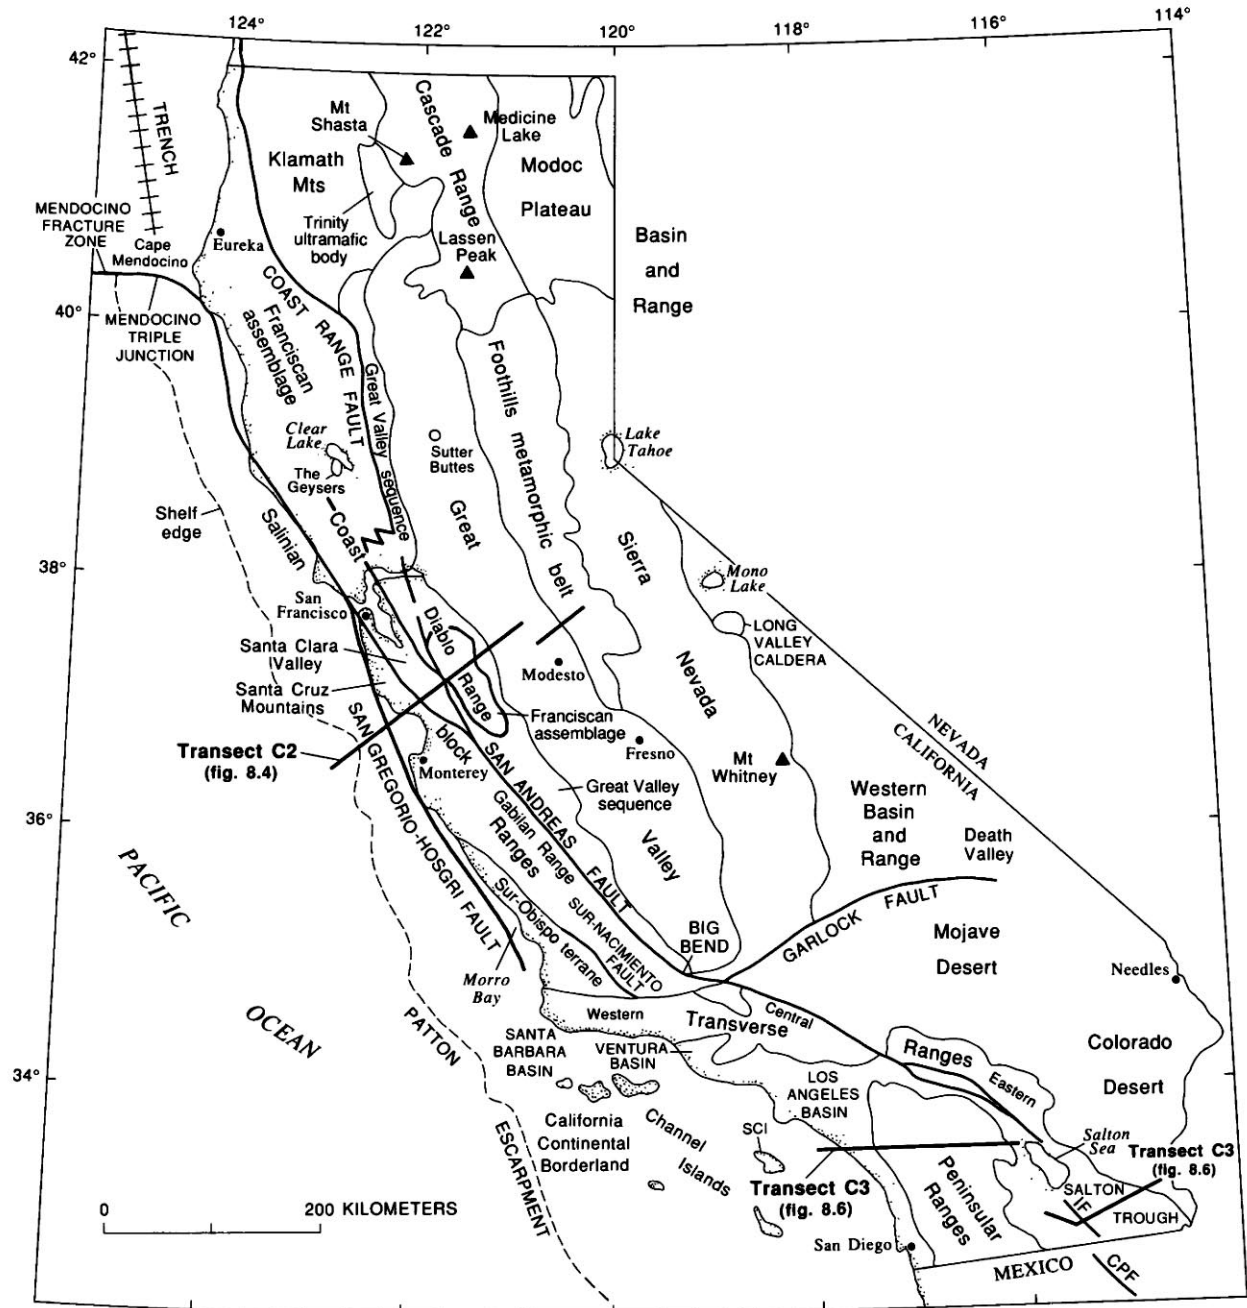 124°
122°
120°
118°
116°
114°
42°
40°
38°
36°
34°
TRENCH
Mt
Shasta
Cascade Range
Medicine
Lake
Klamath
Mts
Modoc
Plateau
MENDOCINO
FRACTURE
ZONE
Cape
Mendocino
Eureka
Trinity
ultramafic
body
Lassen
Peak
Basin
and
Range
MENDOCINO
TRIPLE
JUNCTION
COAST RANGE FAULT
Franciscan
assemblage
Great Valley sequence
Foothills metamorphic belt
Clear
Lake
The
Geysers
Sutter
Buttes
Lake
Tahoe
Shelf
edge
Salinian
Coast
Great
Sierra
Mono
Lake
San
Francisco
Diablo
Range
LONG
VALLEY
CALDERA
Santa Clara
Valley
Modesto
Nevada
Santa Cruz
Mountains
Franciscan
assemblage
Fresno
NEVADA
CALIFORNIA
Transect C2
(fig. 8.4)
block
Monterey
Mt
Whitney
SAN GREGORIO-HOSGRI FAULT
SAN ANDREAS FAULT
Gabilan Range
Ranges
Great Valley
sequence
Valley
Western
Basin
and
Range
Death
Valley
PACIFIC
OCEAN
Sur-Obispo terrane
SUR-NACIMIENTO
FAULT
BIG
BEND
GARLOCK FAULT
Mojave
Desert
Needles
Morro
Bay
PATTON
ESCARPMENT
Western
Transverse
Central
Ranges
Eastern
Colorado
Desert
SANTA
BARBARA
BASIN
VENTURA
BASIN
LOS
ANGELES
BASIN
California
Continental
Borderland
Channel
Islands
SCI
Salton
Sea
Transect C3
(fig. 8.6)
Transect C3
(fig. 8.6)
Peninsular
Ranges
SALTON
TROUGH
IF
San Diego
MEXICO
CPF
0
200 KILOMETERS